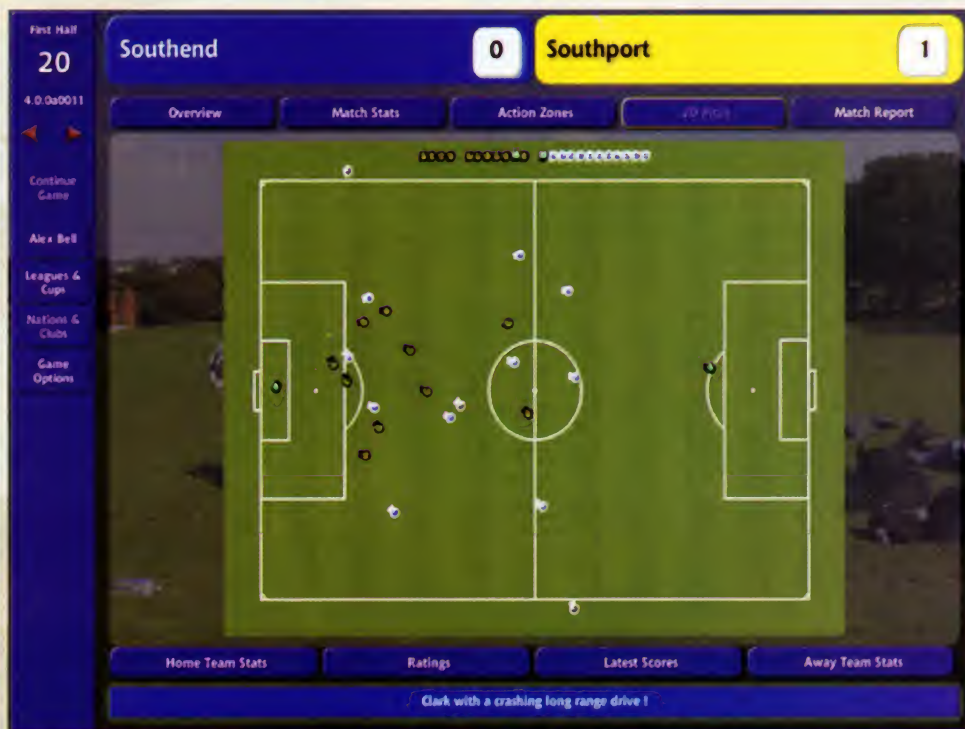 First Half
20
4.0.0a0011
Continue Game
Alex Bell
Leagues & Cups
Nations & Clubs
Game Options
Southend 0 Southport 1
Overview Match Stats Action Zones 2D Pitch Match Report
Home Team Stats Ratings Latest Scores Away Team Stats
Clark with a crashing long range drive !